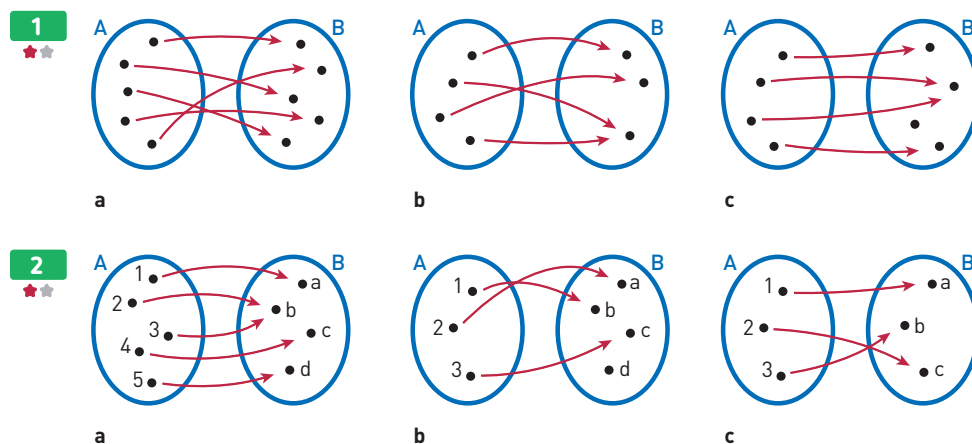 1
A B A B A B
a b c
2
A B A B A B
1 a 1 a 1 a
2 b 2 b 2 b
3 c 3 c 3 c
4 d d
5
a b c